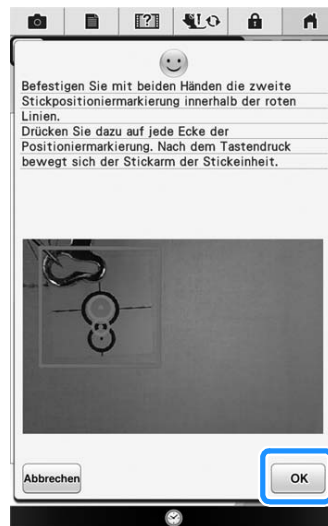 Befestigen Sie mit beiden Händen die zweite
Stickpositioniermarkierung innerhalb der roten
Linien.
Drücken Sie dazu auf jede Ecke der
Positioniermarkierung. Nach dem Tastendruck
bewegt sich der Stickarm der Stickeinheit.
Abbrechen
OK